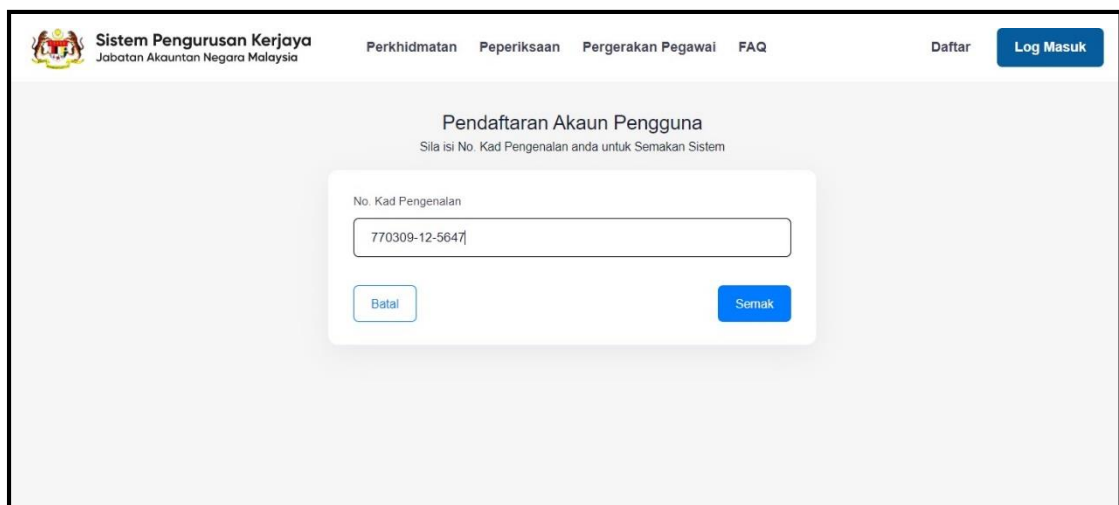 Sistem Pengurusan Kerjaya
Jabatan Akauntan Negara Malaysia
Perkhidmatan Peperiksaan Pergerakan Pegawai FAQ Daftar Log Masuk
Pendaftaran Akaun Pengguna
Sila isi No. Kad Pengenalan anda untuk Semakan Sistem
No. Kad Pengenalan
770309-12-5647
Batal Semak